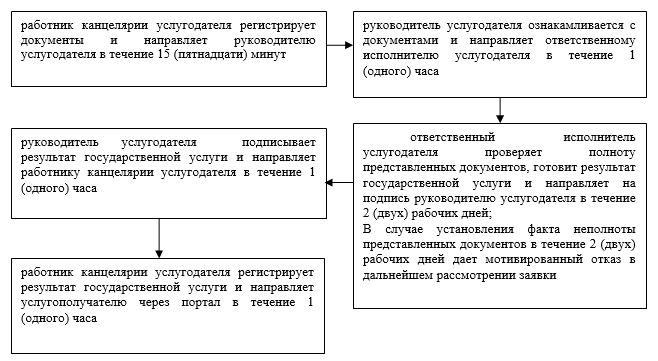 работник канцелярии услугодателя регистрирует
документы и направляет руководителю
услугодателя в течение 15 (пятнадцати) минут
руководитель услугодателя ознакамливается с
документами и направляет ответственному
исполнителю услугодателя в течение 1
(одного) часа
ответственный исполнитель
услугодателя проверяет полноту
представленных документов, готовит результат
государственной услуги и направляет на
подпись руководителю услугодателя в течение
2 (двух) рабочих дней;
В случае установления факта неполноты
представленных документов в течение 2 (двух)
рабочих дней дает мотивированный отказ в
дальнейшем рассмотрении заявки
руководитель услугодателя подписывает
результат государственной услуги и направляет
работнику канцелярии услугодателя в течение 1
(одного) часа
работник канцелярии услугодателя регистрирует
результат государственной услуги и направляет
услугополучателю через портал в течение 1
(одного) часа